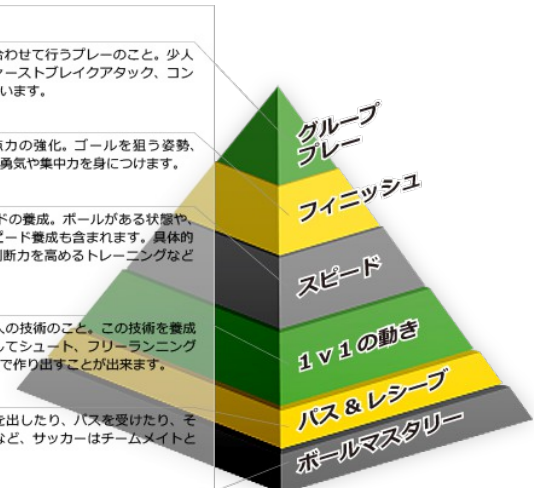 合わせて行うプレーのこと。少人
ァーストブレイクアタック、コン
います。
点力の強化。ゴールを狙う姿勢、
勇気や集中力を身につけます。
ドの養成。ボールがある状態や、
ピード養成も含まれます。具体的
判断力を高めるトレーニングなど
人の技術のこと。この技術を養成
してシュート、フリーランニング
で作り出すことが出来ます。
を出したり、パスを受けたり、そ
など、サッカーはチームメイトと
グループ
プレー
フィニッシュ
スピード
1 v 1 の動き
パス & レシーブ
ボールマスタリー